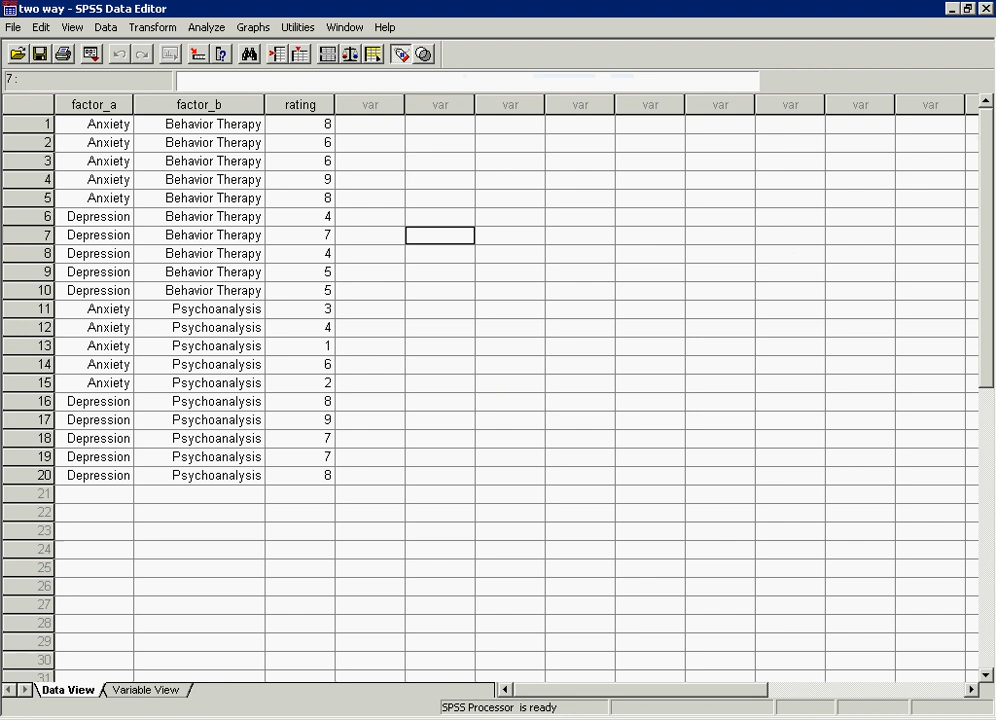 two way - SPSS Data Editor
File Edit View Data Transform Analyze Graphs Utilities Window Help
7 :
factor_a factor_b rating var var var var var var var var var
1 Anxiety Behavior Therapy 8
2 Anxiety Behavior Therapy 6
3 Anxiety Behavior Therapy 6
4 Anxiety Behavior Therapy 9
5 Anxiety Behavior Therapy 8
6 Depression Behavior Therapy 4
7 Depression Behavior Therapy 7
8 Depression Behavior Therapy 4
9 Depression Behavior Therapy 5
10 Depression Behavior Therapy 5
11 Anxiety Psychoanalysis 3
12 Anxiety Psychoanalysis 4
13 Anxiety Psychoanalysis 1
14 Anxiety Psychoanalysis 6
15 Anxiety Psychoanalysis 2
16 Depression Psychoanalysis 8
17 Depression Psychoanalysis 9
18 Depression Psychoanalysis 7
19 Depression Psychoanalysis 7
20 Depression Psychoanalysis 8
21
22
23
24
25
26
27
28
29
30
31
Data View Variable View
SPSS Processor is ready